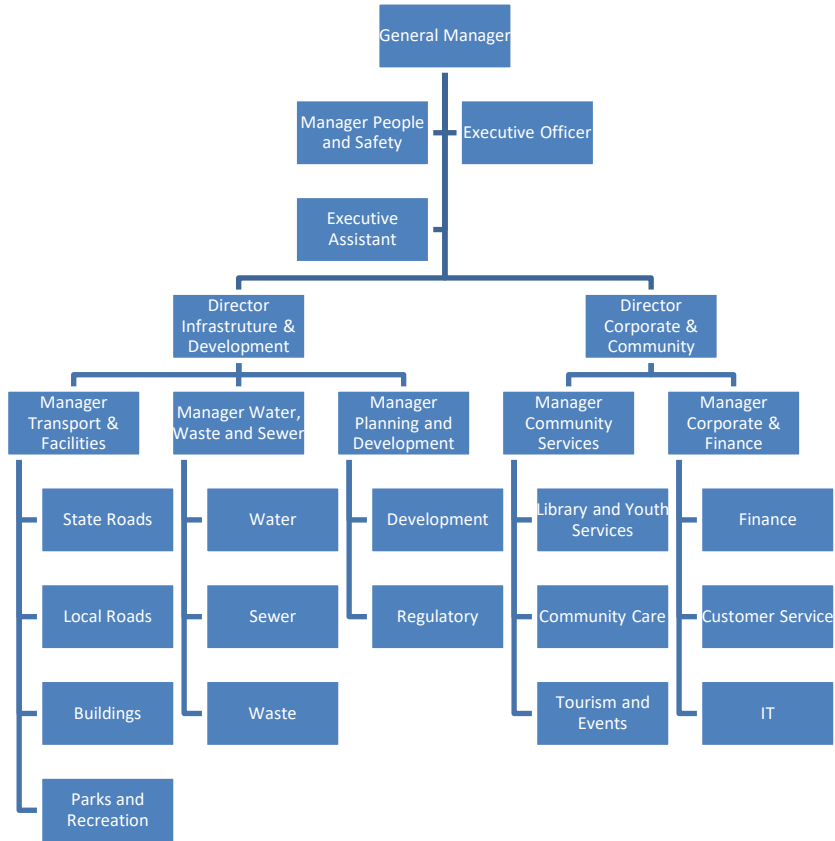 General Manager
Manager People
and Safety
Executive Officer
Executive
Assistant
Director
Infrastruture &
Development
Director
Corporate &
Community
Manager
Transport &
Facilities
Manager Water,
Waste and Sewer
Manager
Planning and
Development
Manager
Community
Services
Manager
Corporate &
Finance
State Roads
Water
Development
Library and Youth
Services
Finance
Local Roads
Sewer
Regulatory
Community Care
Customer Service
Buildings
Waste
Tourism and
Events
IT
Parks and
Recreation